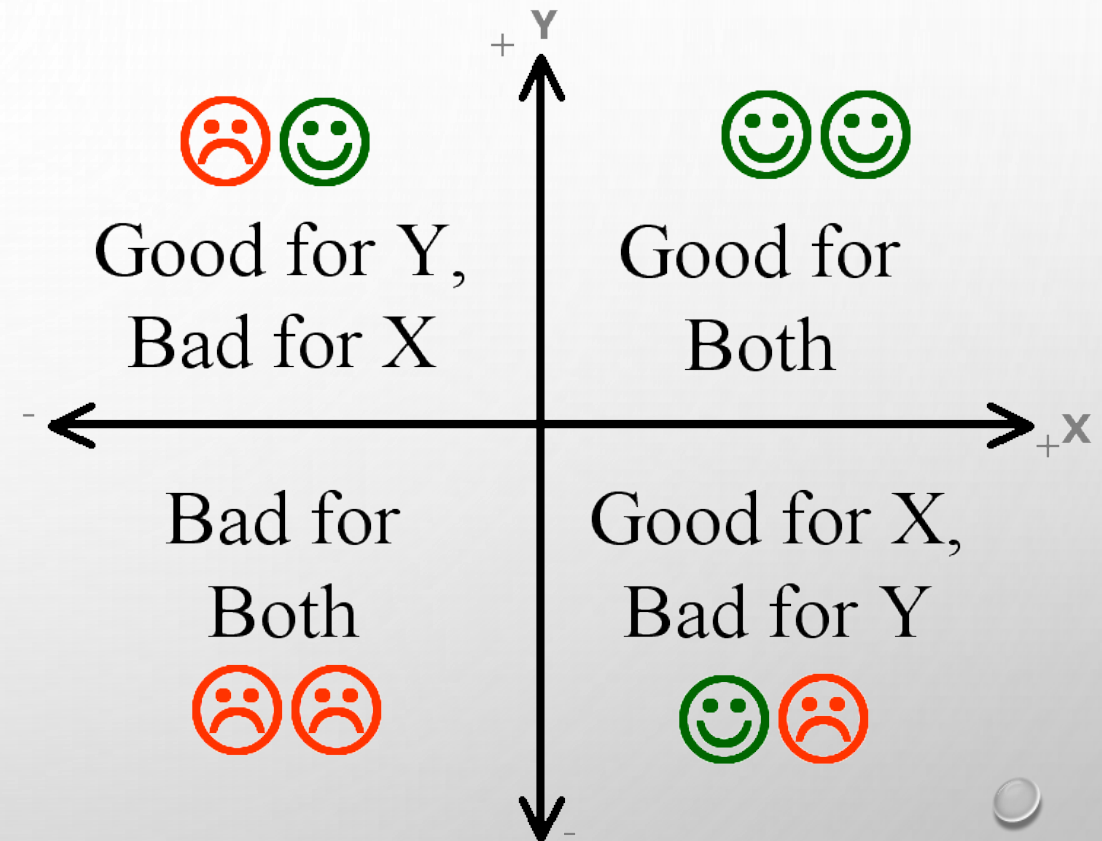 + Y
Good for Y,
Bad for X
Good for
Both
-
+ X
Bad for
Both
Good for X,
Bad for Y
-